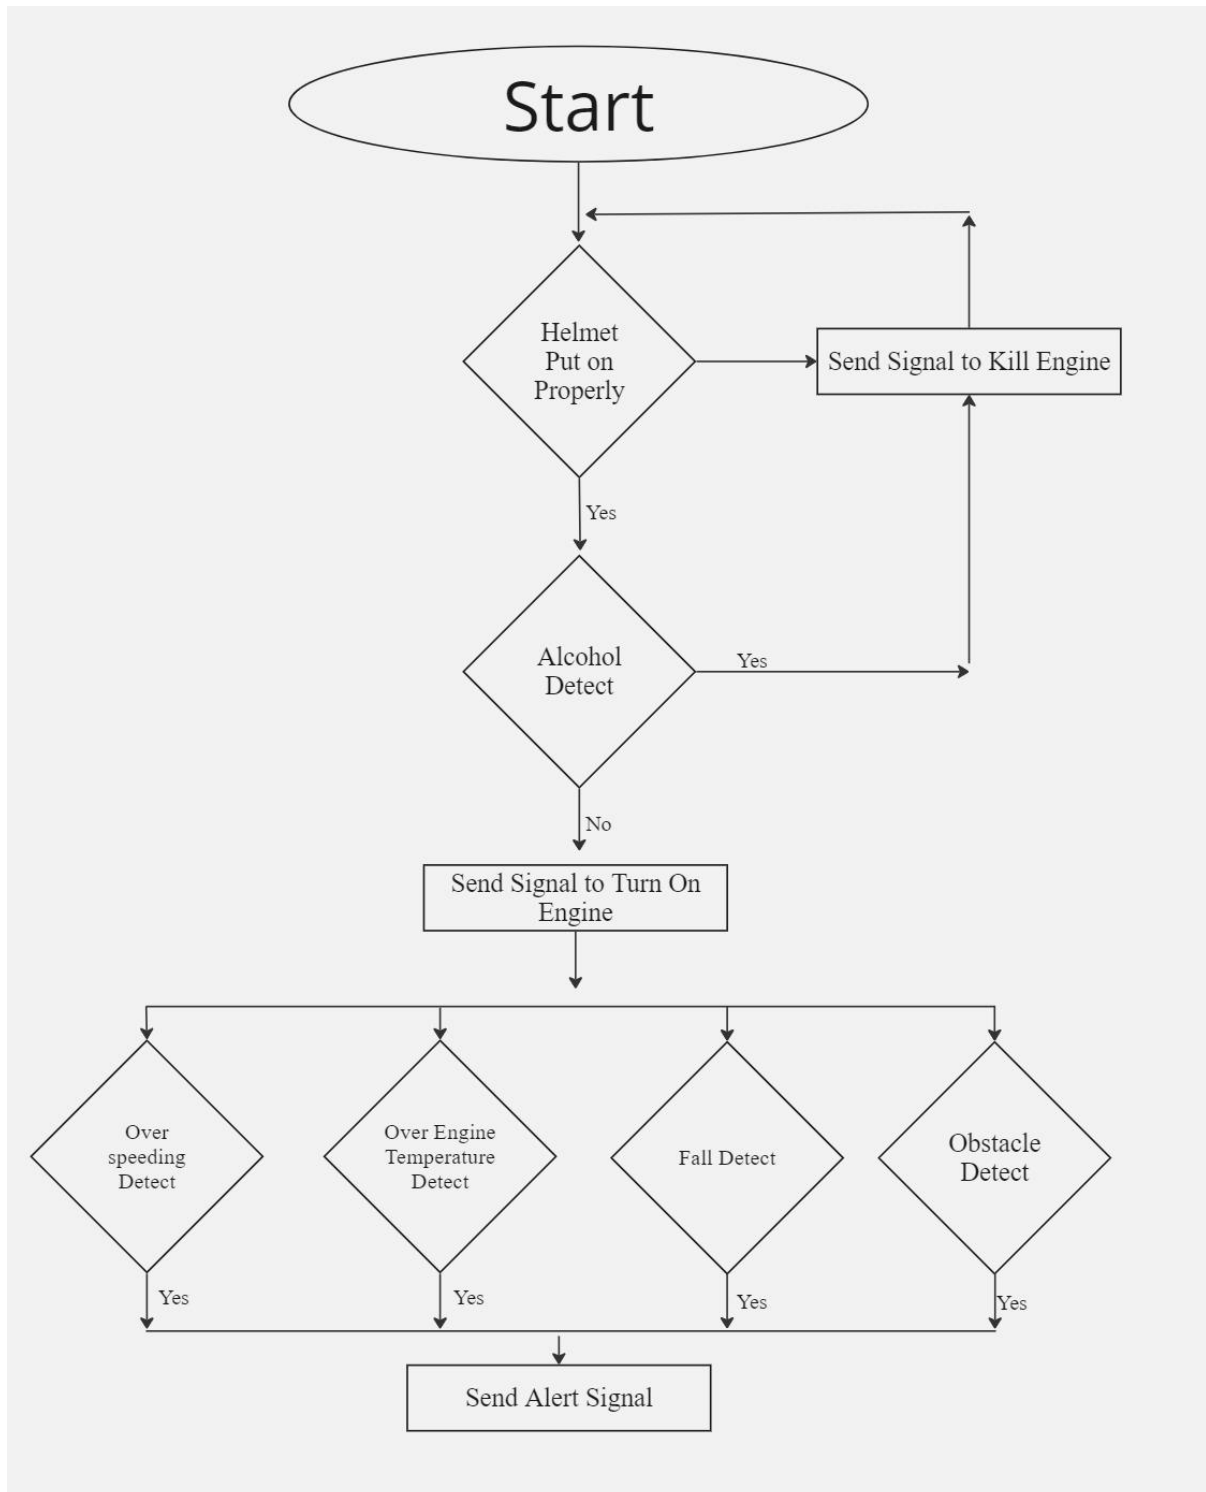 Start
Helmet
Put on
Properly
Send Signal to Kill Engine
Yes
Alcohol
Detect
Yes
No
Send Signal to Turn On
Engine
Over
speeding
Detect
Over Engine
Temperature
Detect
Fall Detect
Obstacle
Detect
Yes
Yes
Yes
Yes
Send Alert Signal